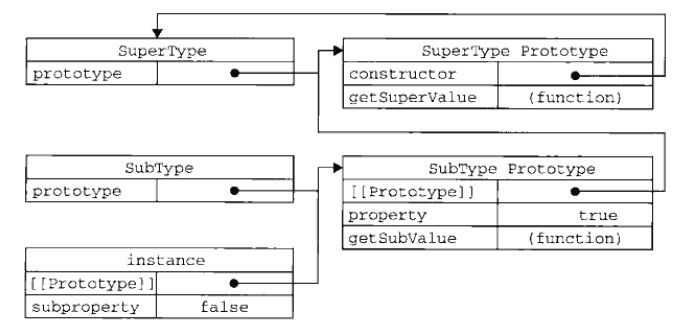 SuperType
prototype
SuperType Prototype
constructor
getSuperValue (function)
SubType
prototype
SubType Prototype
[[Prototype]]
property true
getSubValue (function)
instance
[[Prototype]]
subproperty false